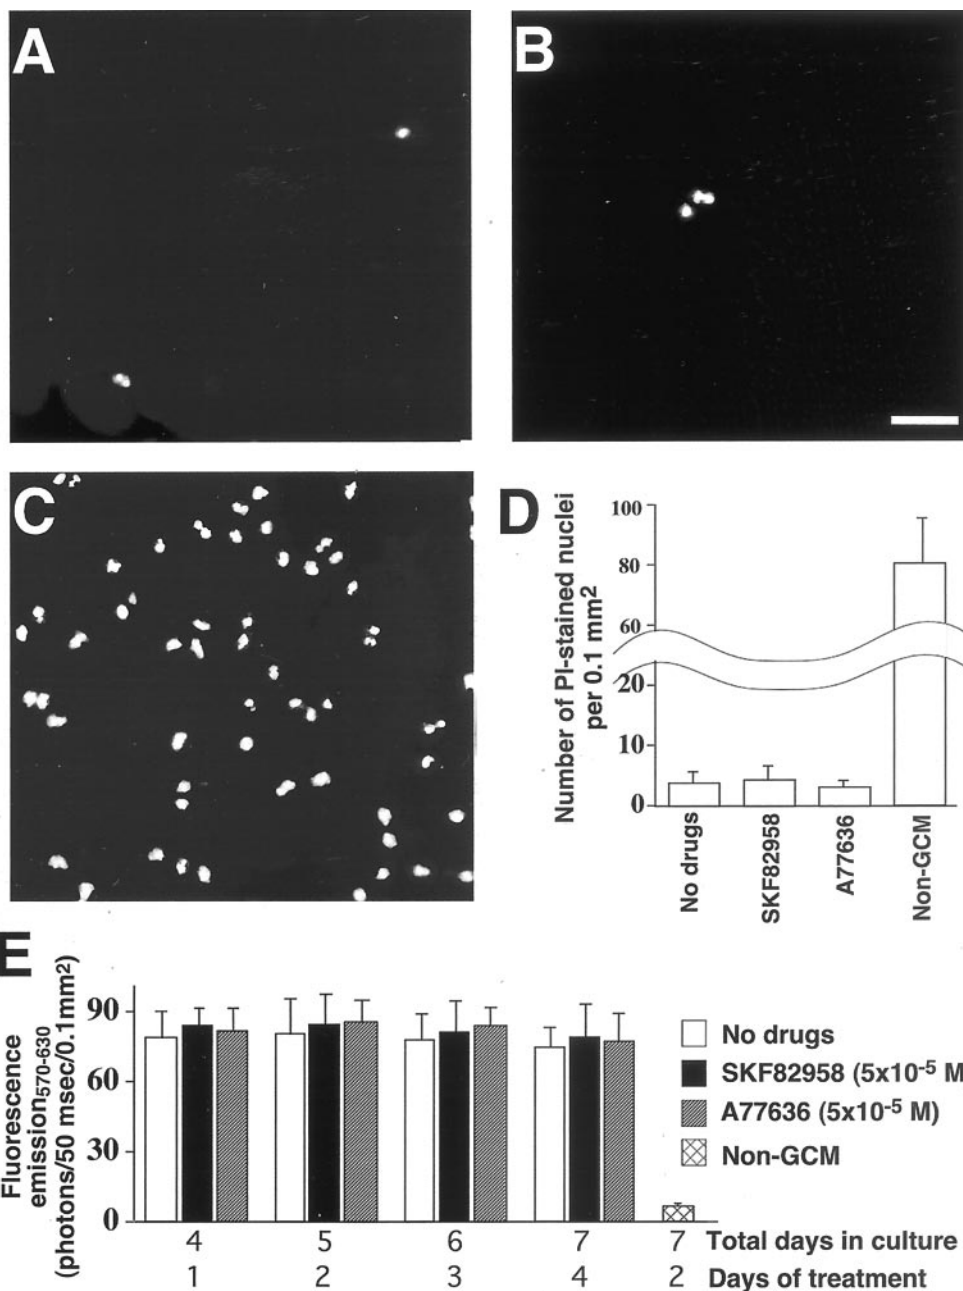 A
B
C
D
Number of PI-stained nuclei
per 0.1 mm2
100
80
60
20
10
0
No drugs
SKF82958
A77636
Non-GCM
E
Fluorescence
emission570-630
(photons/50 msec/0.1mm2)
90
60
30
0
No drugs
SKF82958 (5x10-5 M
A77636 (5x10-5 M)
Non-GCM
4 5 6 7 7 Total days in culture
1 2 3 4 2 Days of treatment